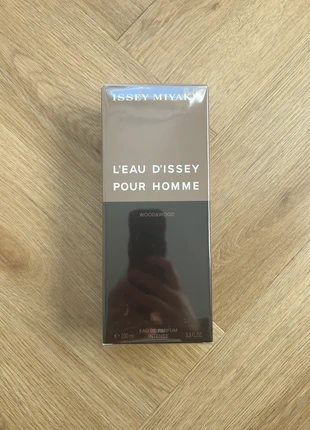 ISSEY MIYAKE
L'EAU D'ISSEY
POUR HOMME
WOOD&WOOD
EAU DE PARFUM
INTENSE